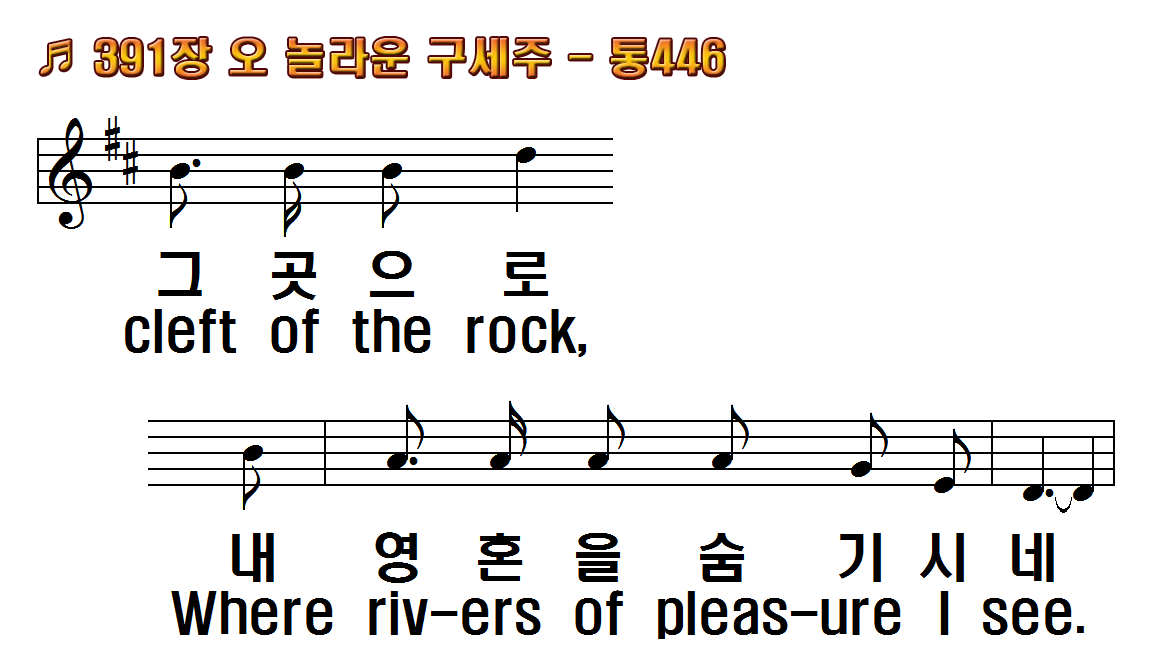 ♬ 391장 오 놀라운 구세주 - 통446
그 곳 으 로
cleft of the rock,
내 영 혼 을 숨 기 시 네
Where riv-ers of pleas-ure I see.